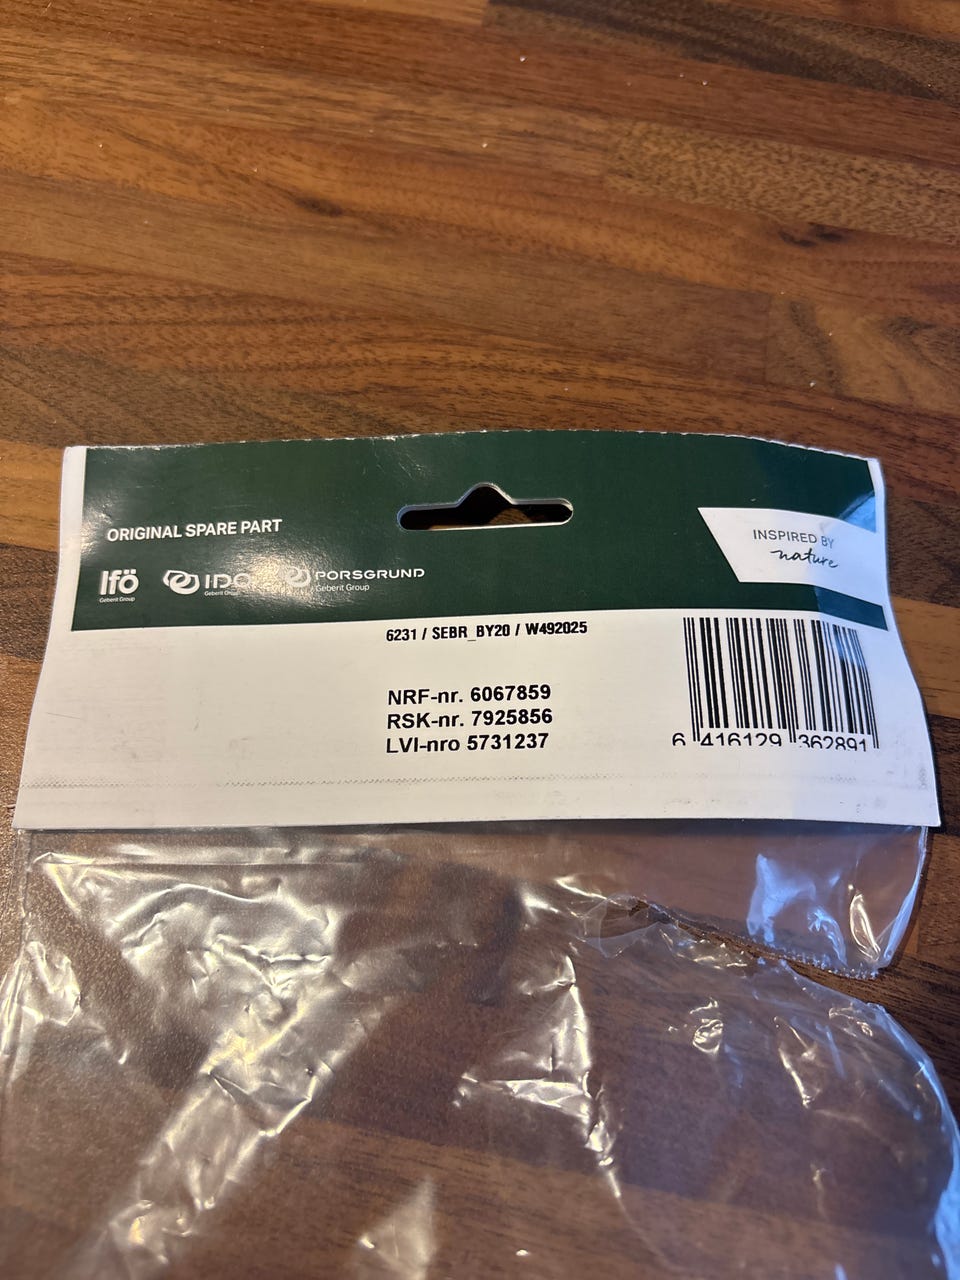 ORIGINAL SPARE PART
INSPIRED BY
nature
Ifö
Geberit Group
IDO
Geberit Group
PORSGRUND
Geberit Group
6231 / SEBR_BY20 / W492025
NRF-nr. 6067859
RSK-nr. 7925856
LVI-nro 5731237
6 416129 362891